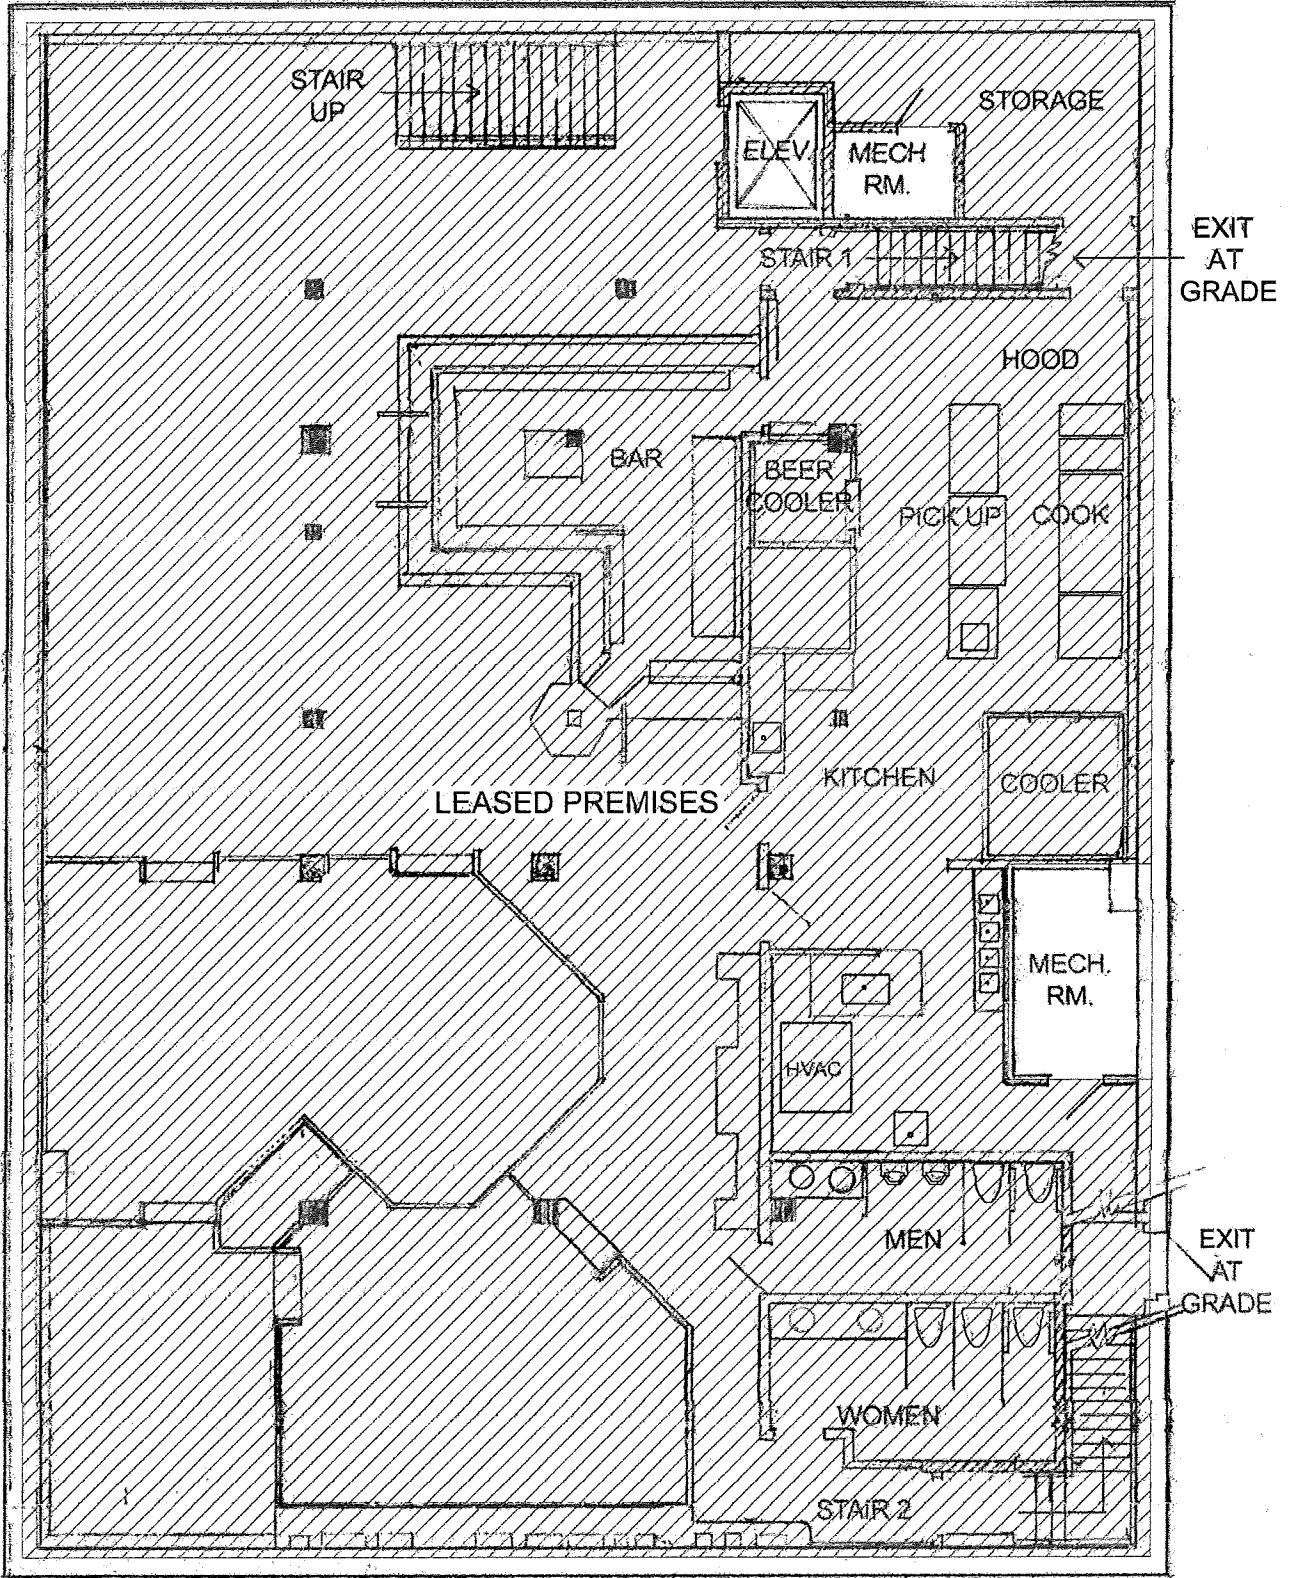 STAIR
UP
STORAGE
ELEV.
MECH
RM.
EXIT
AT
GRADE
STAIR 1
HOOD
BAR
BEER
COOLER
PICK UP
COOK
KITCHEN
COOLER
LEASED PREMISES
MECH.
RM.
HVAC
MEN
EXIT
AT
GRADE
WOMEN
STAIR 2